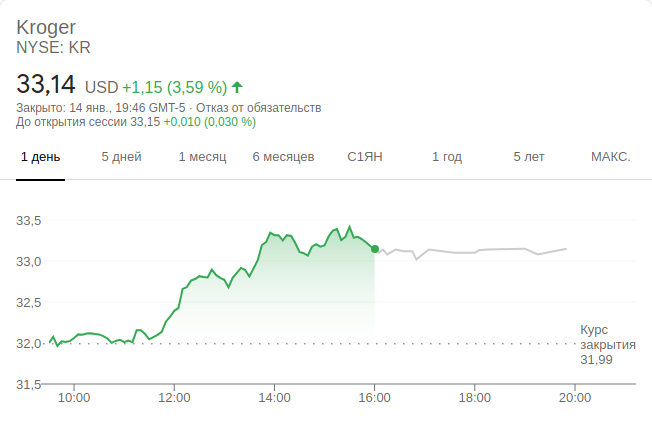 Kroger
NYSE: KR
33,14 USD +1,15 (3,59 %)
Закрыто: 14 янв., 19:46 GMT-5 · Отказ от обязательств
До открытия сессии 33,15 +0,010 (0,030 %)
1 день 5 дней 1 месяц 6 месяцев С1ЯН 1 год 5 лет МАКС.
33,5
33,0
32,5
32,0
31,5
Курс
закрытия
31,99
10:00 12:00 14:00 16:00 18:00 20:00